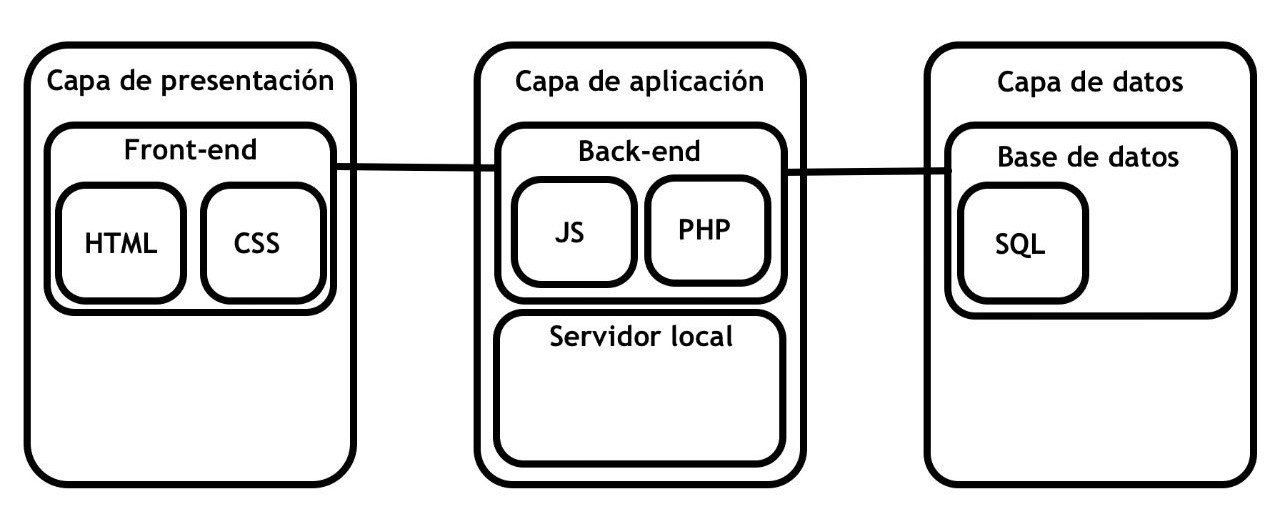 Capa de presentación
Front-end
HTML
CSS
Capa de aplicación
Back-end
JS
PHP
Servidor local
Capa de datos
Base de datos
SQL